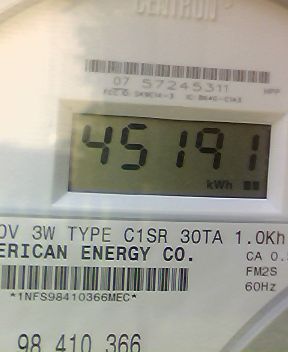 CENTRON
07 57245311
45191
kWh
0V 3W TYPE C1SR 30TA 1.0Kh
ERICAN ENERGY CO. CA 0.5
FM2S
*1NFS98410366MEC* 60Hz
98 410 366